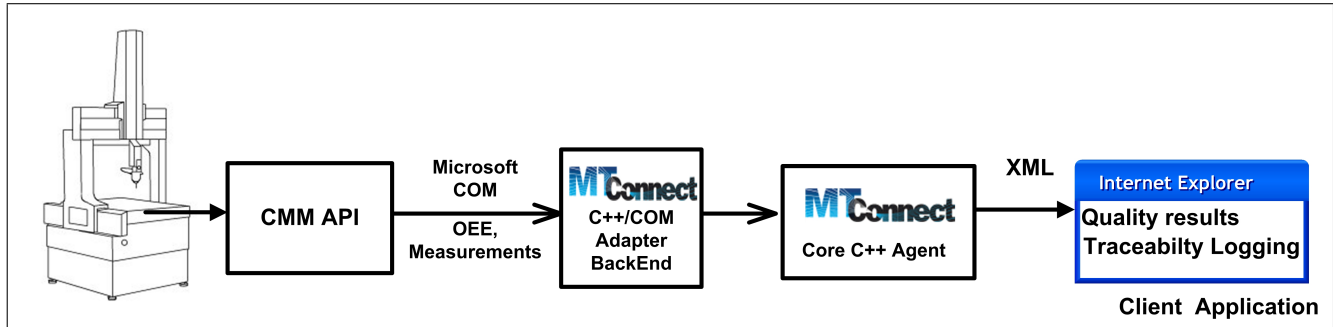 CMM API
Microsoft
COM
OEE,
Measurements
MTConnect
C++/COM
Adapter
BackEnd
MTConnect
Core C++ Agent
XML
Internet Explorer
Quality results
Traceabilty Logging
Client Application